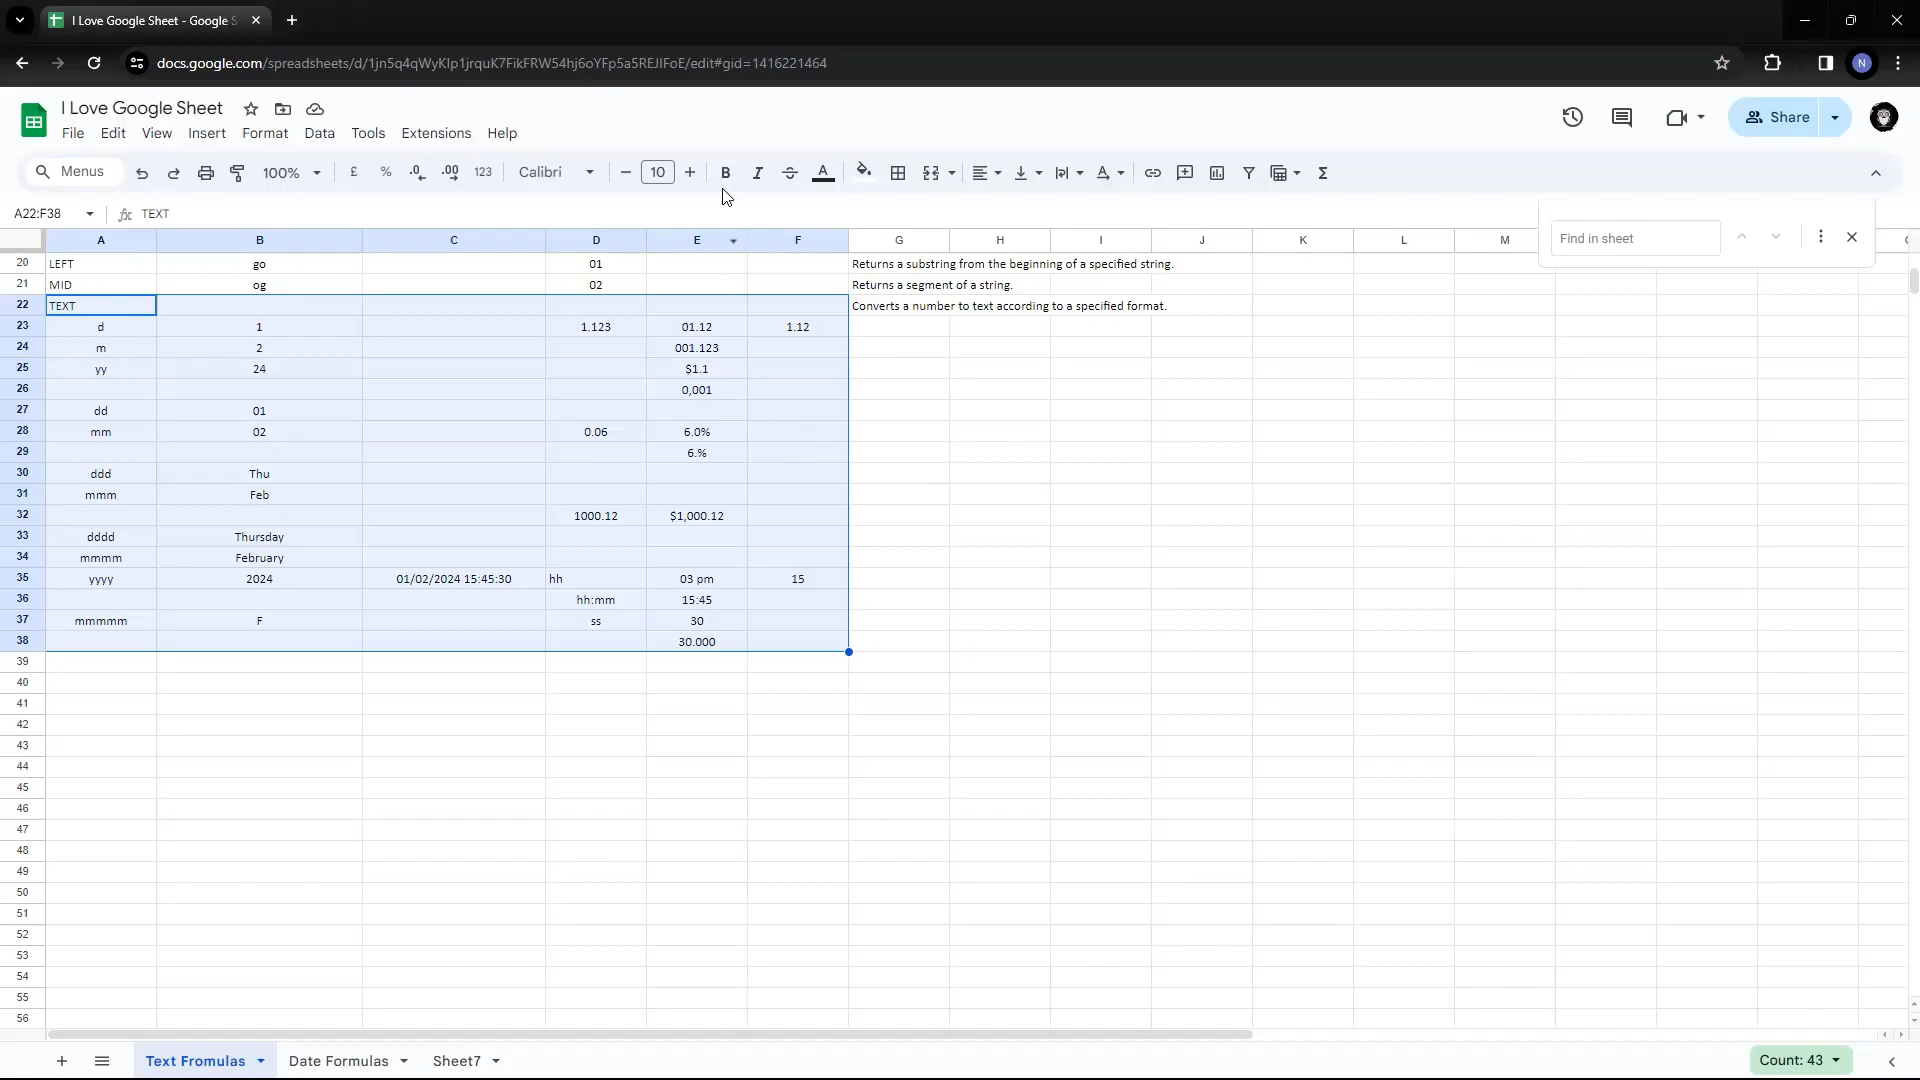 I Love Google Sheet - Google S
docs.google.com/spreadsheets/d/1jn5q4qWyKIp1jrquK7FikFRW54hj6oYFp5a5REJIFoE/edit#gid=1416221464
N
I Love Google Sheet
File Edit View Insert Format Data Tools Extensions Help
Share
Menus 100% £ % .0 .00 123 Calibri 10 B I S A Σ
A22:F38 fx TEXT
Find in sheet
A B C D E F G H I J K L M
20 LEFT go 01 Returns a substring from the beginning of a specified string.
21 MID og 02 Returns a segment of a string.
22 TEXT Converts a number to text according to a specified format.
23 d 1 1.123 01.12 1.12
24 m 2 001.123
25 yy 24 $1.1
26 0,001
27 dd 01
28 mm 02 0.06 6.0%
29 6.%
30 ddd Thu
31 mmm Feb
32 1000.12 $1,000.12
33 dddd Thursday
34 mmmm February
35 yyyy 2024 01/02/2024 15:45:30 hh 03 pm 15
36 hh:mm 15:45
37 mmmmm F ss 30
38 30.000
39
40
41
42
43
44
45
46
47
48
49
50
51
52
53
54
55
56
Text Fromulas Date Formulas Sheet7 Count: 43